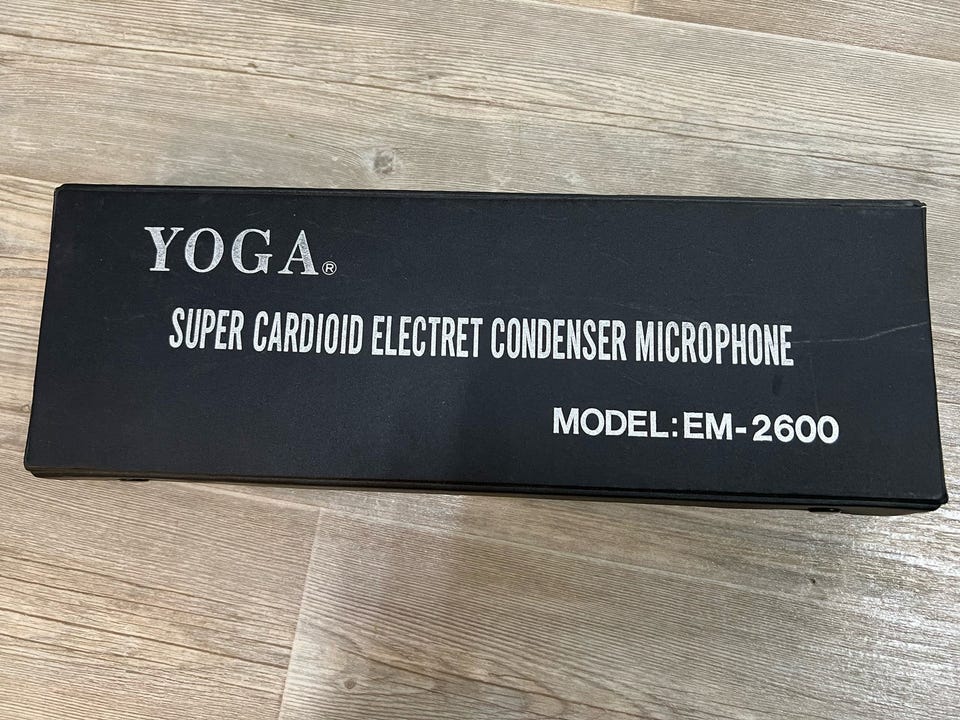 YOGA®
SUPER CARDIOID ELECTRET CONDENSER MICROPHONE
MODEL:EM-2600